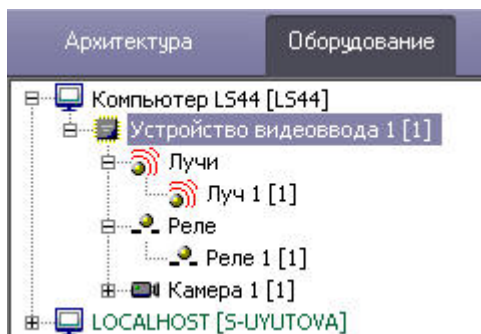 Архитектура Оборудование
Компьютер LS44 [LS44]
Устройство видеоввода 1 [1]
Лучи
Луч 1 [1]
Реле
Реле 1 [1]
Камера 1 [1]
LOCALHOST [S-UYUTOVA]